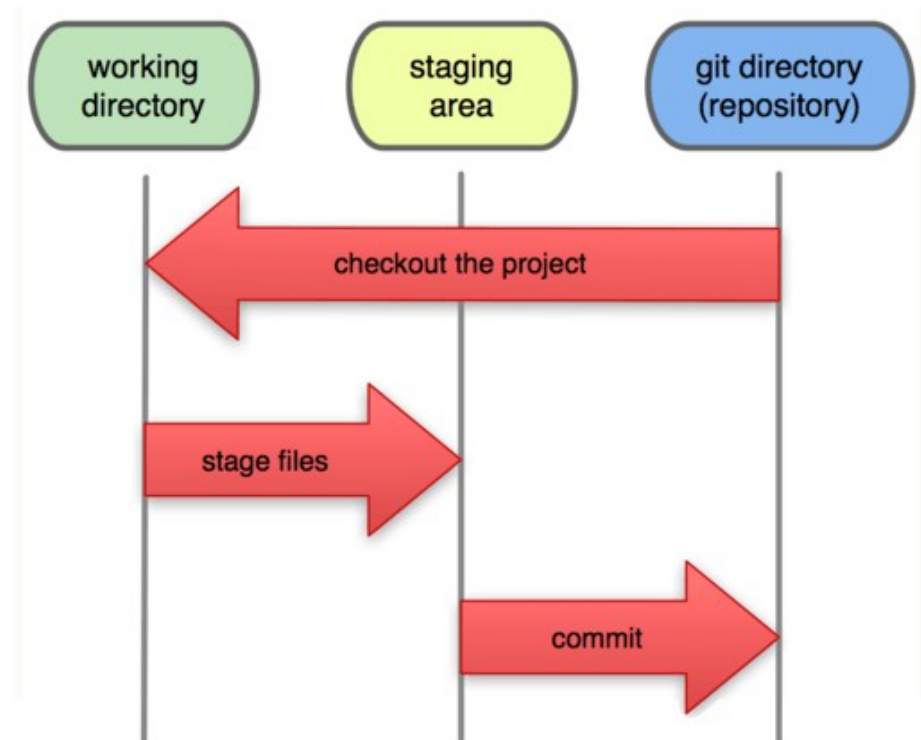 working
directory
staging
area
git directory
(repository)
checkout the project
stage files
commit